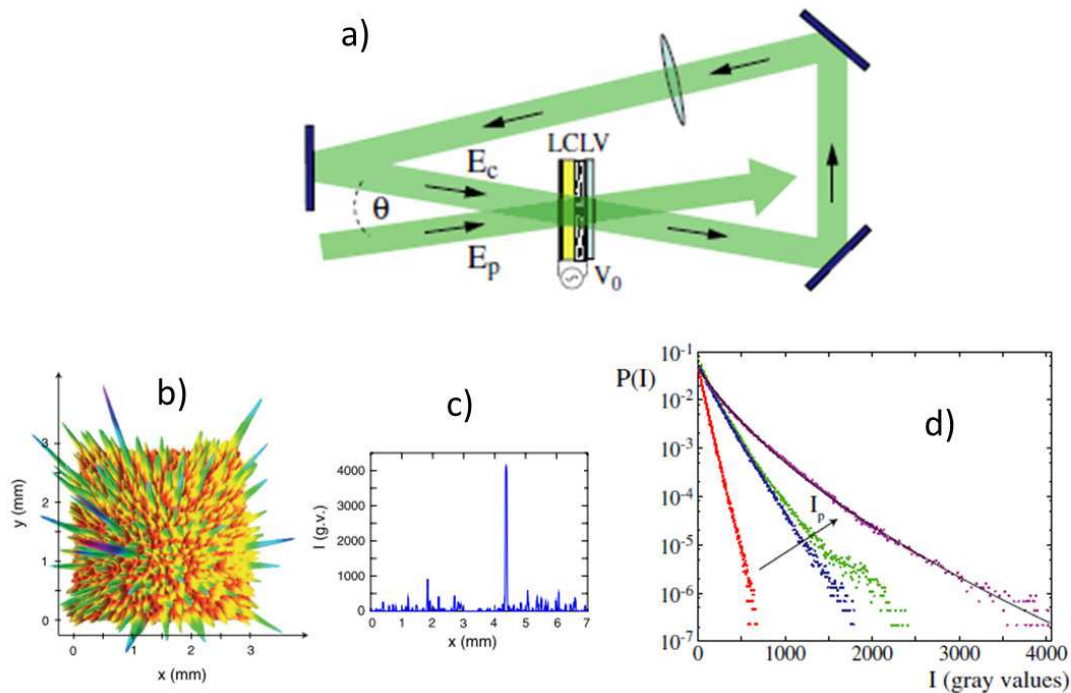 a)
LCLV
E_c
θ
E_p
V_0
b)
y (mm)
3
2
1
0
0 1 2 3
x (mm)
c)
I (g.v.)
4000
3000
2000
1000
0
0 1 2 3 4 5 6 7
x (mm)
d)
P(I)
10^-1
10^-2
10^-3
10^-4
10^-5
10^-6
10^-7
I_p
0 1000 2000 3000 4000
I (gray values)